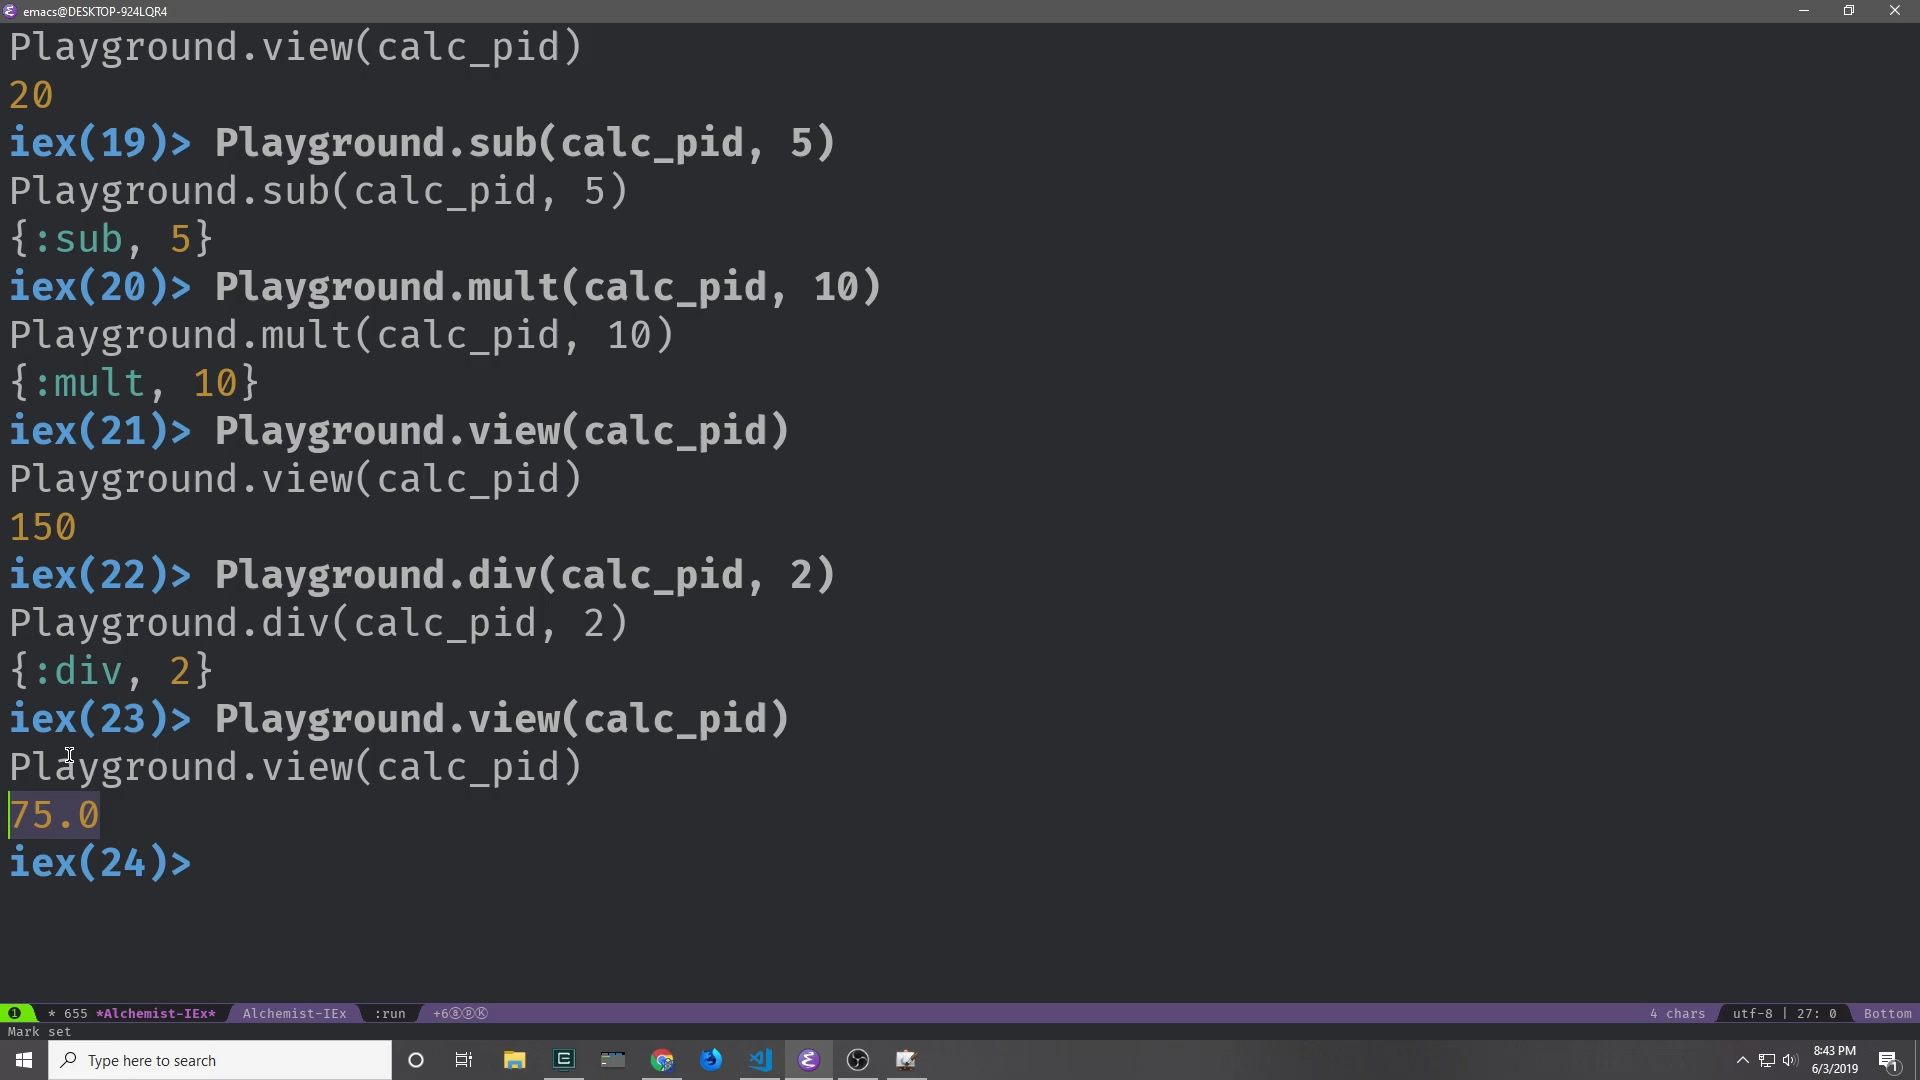 emacs@DESKTOP-924LQR4
Playground.view(calc_pid)
20
iex(19)> Playground.sub(calc_pid, 5)
Playground.sub(calc_pid, 5)
{:sub, 5}
iex(20)> Playground.mult(calc_pid, 10)
Playground.mult(calc_pid, 10)
{:mult, 10}
iex(21)> Playground.view(calc_pid)
Playground.view(calc_pid)
150
iex(22)> Playground.div(calc_pid, 2)
Playground.div(calc_pid, 2)
{:div, 2}
iex(23)> Playground.view(calc_pid)
Playground.view(calc_pid)
75.0
iex(24)>
❶ * 655 *Alchemist-IEx* Alchemist-IEx :run +6ⓐⓟⓀ 4 chars utf-8 | 27: 0 Bottom
Mark set
Type here to search
8:43 PM
6/3/2019
1